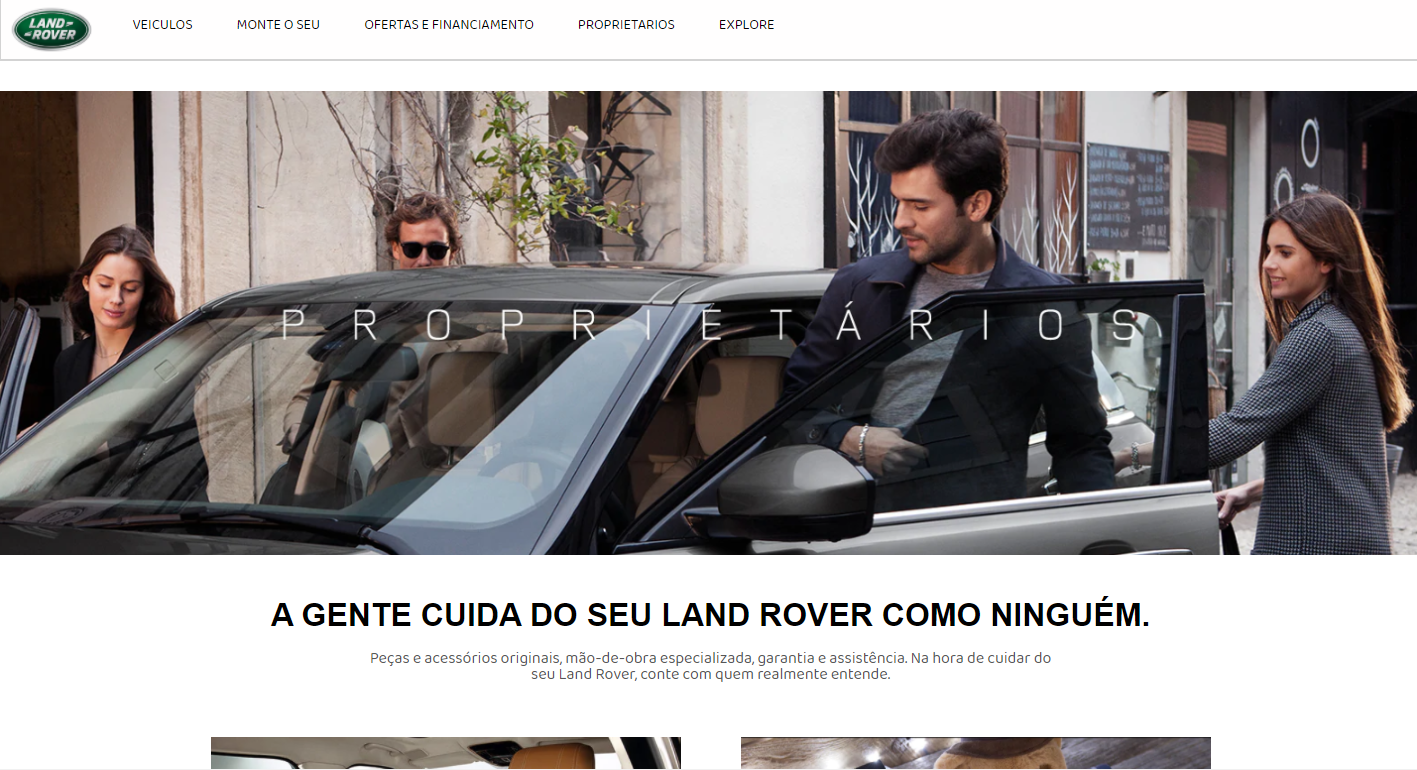 LAND-
ROVER
VEICULOS
MONTE O SEU
OFERTAS E FINANCIAMENTO
PROPRIETARIOS
EXPLORE
PROPRIETÁRIOS
A GENTE CUIDA DO SEU LAND ROVER COMO NINGUÉM.
Peças e acessórios originais, mão-de-obra especializada, garantia e assistência. Na hora de cuidar do
seu Land Rover, conte com quem realmente entende.